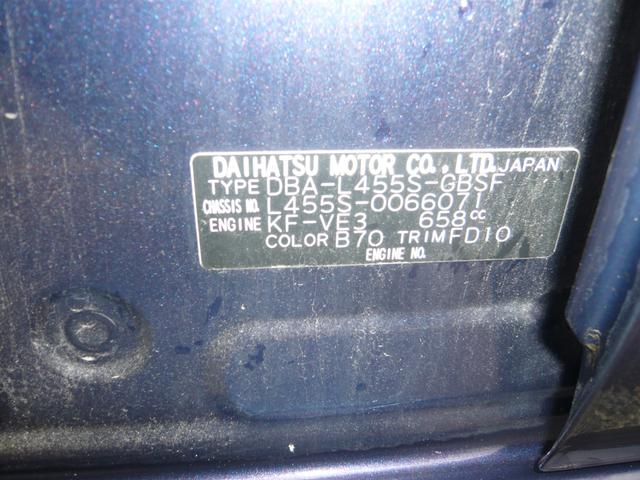 DAIHATSU MOTOR CO., LTD. JAPAN
TYPE DBA-L455S-GBSF
CHASSIS NO. L455S-0066071
ENGINE KF-VE3 658cc
COLOR B70 TRIM FD10
ENGINE NO.